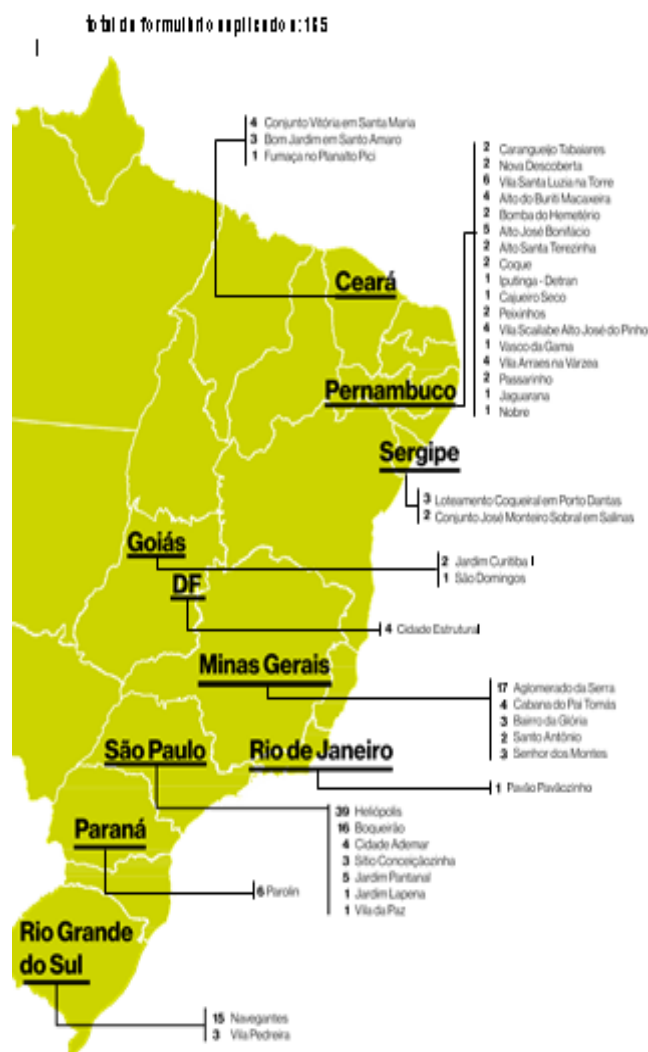 total de formulário aplicados: 165
4 Conjunto Vitória em Santa Maria
3 Bom Jardim em Santo Amaro
1 Fumaça no Planalto Pici
Ceará
2 Caranguejo Tabaiares
2 Nova Descoberta
6 Vila Santa Luzia na Torre
4 Alto do Buriti Macaxeira
2 Bomba do Hemetério
5 Alto José Bonifácio
2 Alto Santa Terezinha
2 Coque
1 Iputinga - Detran
1 Cajueiro Seco
2 Peixinhos
4 Vila Scailabe Alto José do Pinho
1 Vasco da Gama
4 Vila Arraes na Várzea
2 Passarinho
1 Jaguarana
1 Nobre
Pernambuco
Sergipe
3 Loteamento Coqueiral em Porto Dantas
2 Conjunto José Monteiro Sobral em Salinas
Goiás
2 Jardim Curitiba I
1 São Domingos
DF
4 Cidade Estrutural
Minas Gerais
17 Aglomerado da Serra
4 Cabana do Pai Tomás
3 Bairro da Glória
2 Santo Antônio
3 Senhor dos Montes
São Paulo
Rio de Janeiro
1 Pavão Pavãozinho
39 Heliópolis
16 Boqueirão
4 Cidade Ademar
3 Sítio Conceiçãozinha
5 Jardim Pantanal
1 Jardim Lapena
1 Vila da Paz
Paraná
6 Parolin
Rio Grande
do Sul
15 Navegantes
3 Vila Pedreira